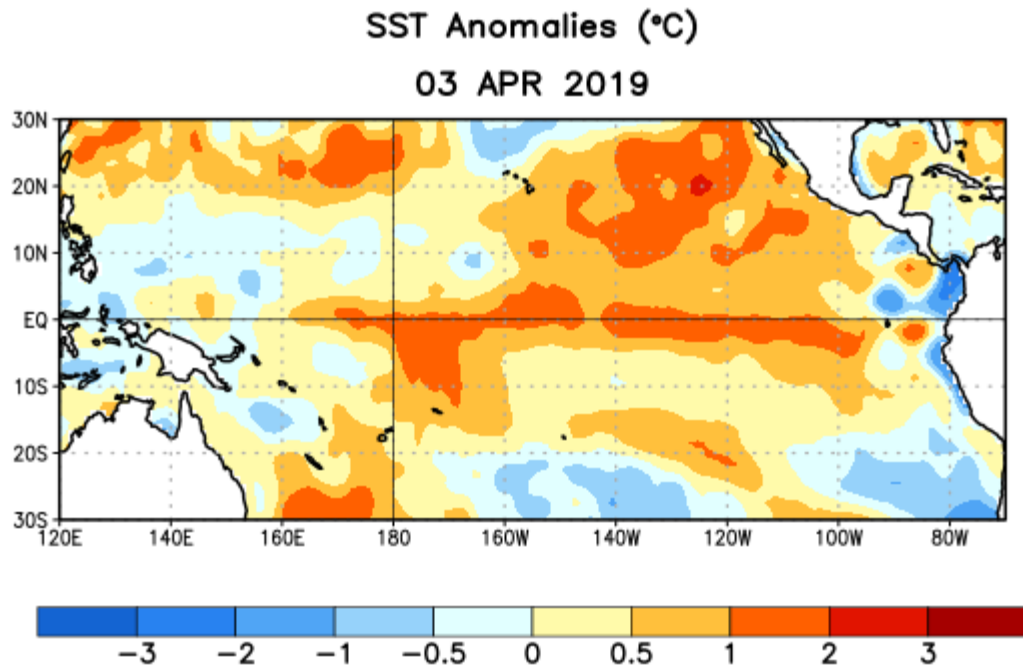 SST Anomalies (°C)
03 APR 2019
30N
20N
10N
EQ
10S
20S
30S
120E 140E 160E 180 160W 140W 120W 100W 80W
−3 −2 −1 −0.5 0 0.5 1 2 3